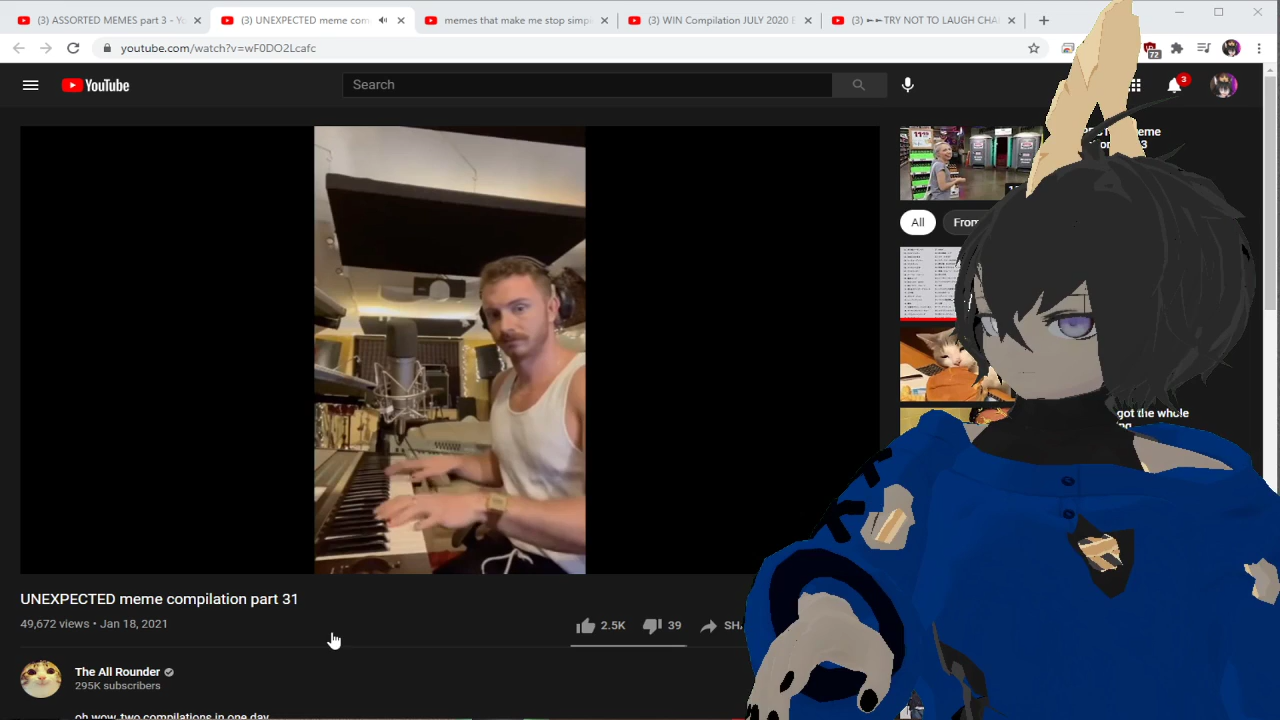 (3) ASSORTED MEMES part 3 - Yo
(3) UNEXPECTED meme com
memes that make me stop simpi
(3) WIN Compilation JULY 2020
(3) ►►TRY NOT TO LAUGH CHA
youtube.com/watch?v=wF0DO2Lcafc
72
YouTube
Search
3
All
From
got the whole
UNEXPECTED meme compilation part 31
49,672 views • Jan 18, 2021
2.5K
39
SHA
The All Rounder
295K subscribers
oh wow, two compilations in one day